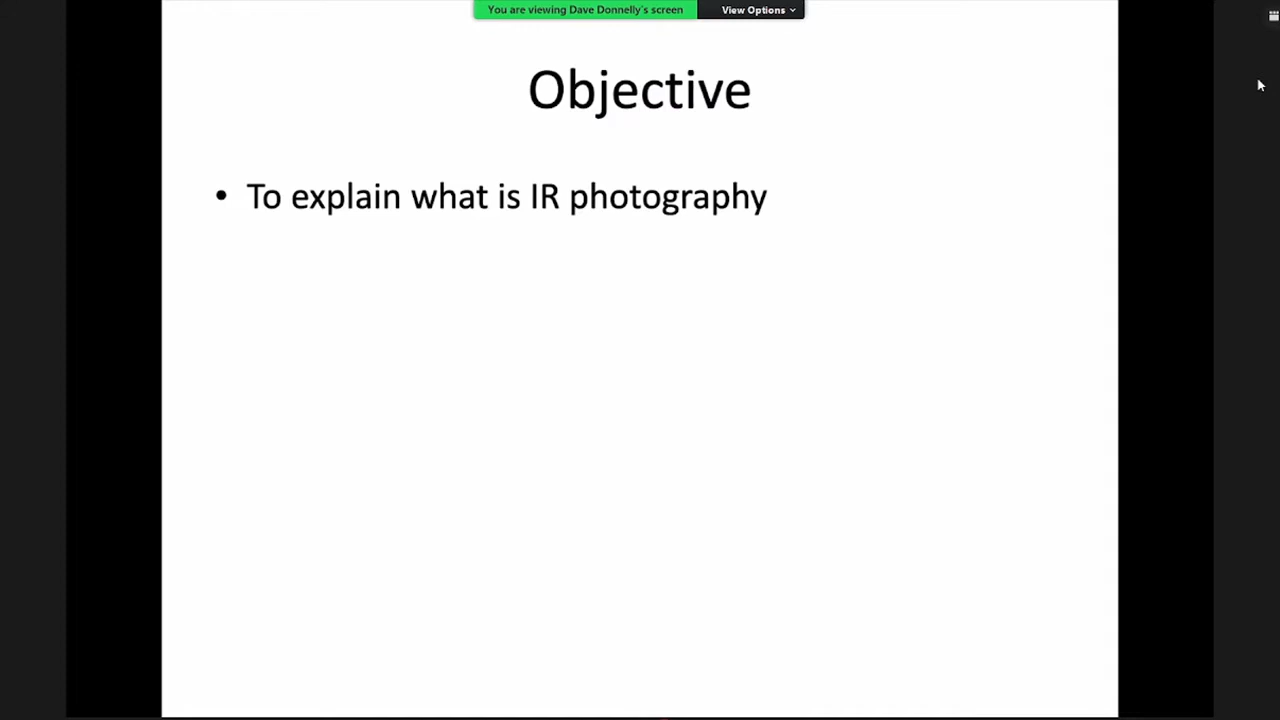 You are viewing Dave Donnelly's screen View Options
Objective
• To explain what is IR photography